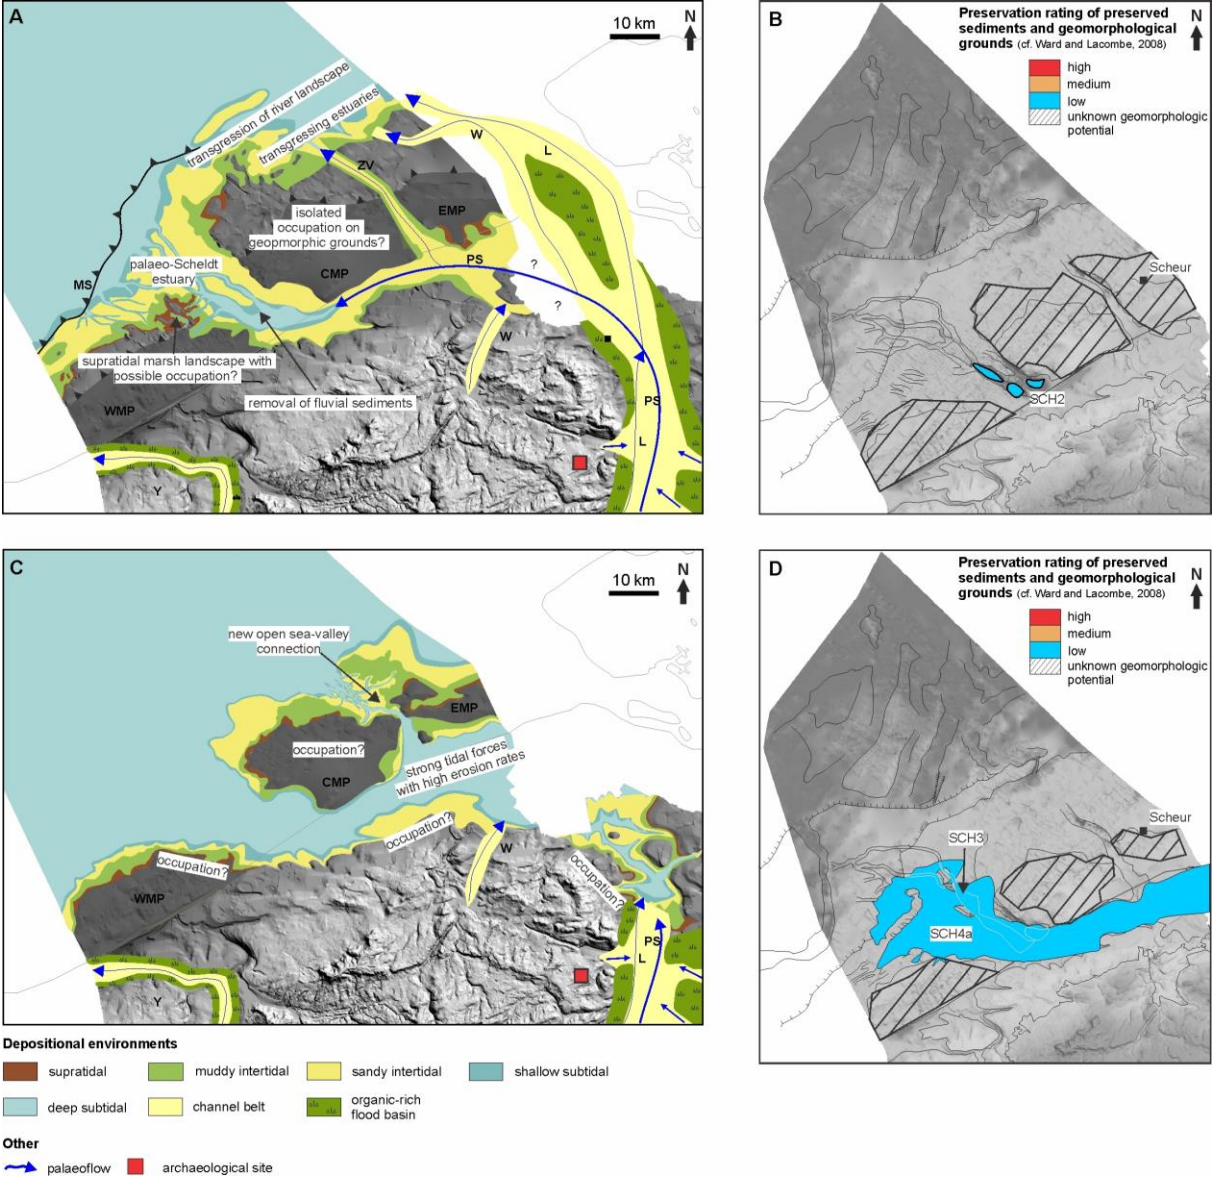 A
10 km
N
transgression of river landscape
transgressing estuaries
W
L
ZV
isolated
occupation on
geopmorphic grounds?
EMP
palaeo-Scheldt
estuary
CMP
PS
?
?
MS
W
supratidal marsh landscape with
possible occupation?
removal of fluvial sediments
WMP
PS
L
Y
B
Preservation rating of preserved
sediments and geomorphological
grounds (cf. Ward and Lacombe, 2008)
N
high
medium
low
unknown geomorphologic
potential
Scheur
SCH2
C
10 km
N
new open sea-valley
connection
EMP
occupation?
CMP
strong tidal forces
with high erosion rates
occupation?
W
occupation?
occupation?
WMP
PS
L
Y
D
Preservation rating of preserved
sediments and geomorphological
grounds (cf. Ward and Lacombe, 2008)
N
high
medium
low
unknown geomorphologic
potential
Scheur
SCH3
SCH4a
Depositional environments
supratidal
muddy intertidal
sandy intertidal
shallow subtidal
deep subtidal
channel belt
organic-rich
flood basin
Other
palaeoflow
archaeological site